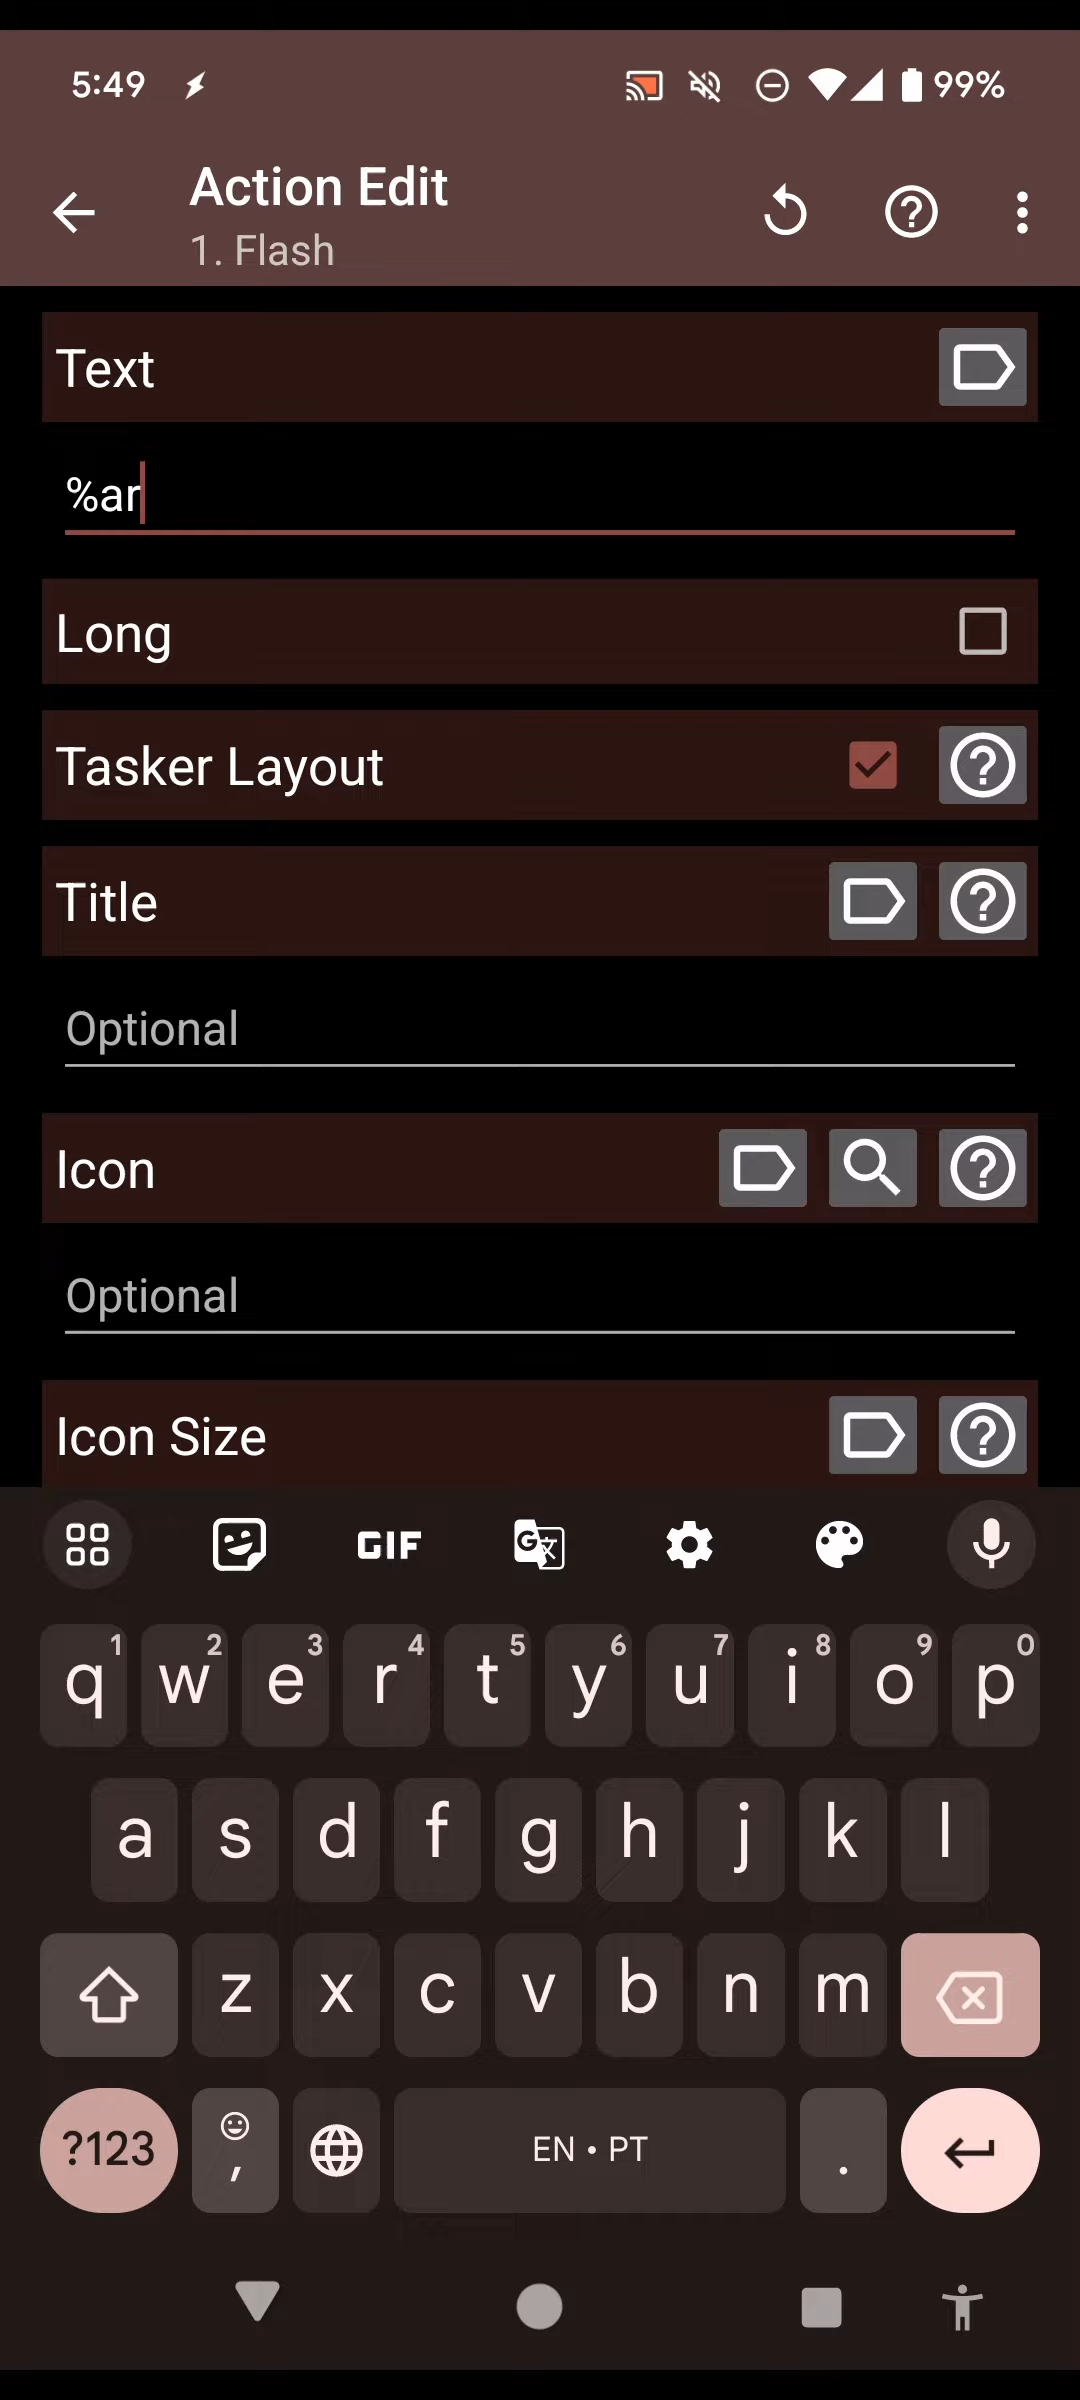 5:49
99%
Action Edit
1. Flash
Text
%ar
Long
Tasker Layout
Title
Optional
Icon
Optional
Icon Size
GIF
q1 w2 e3 r4 t5 y6 u7 i8 o9 p0
a s d f g h j k l
z x c v b n m
?123 , EN • PT .